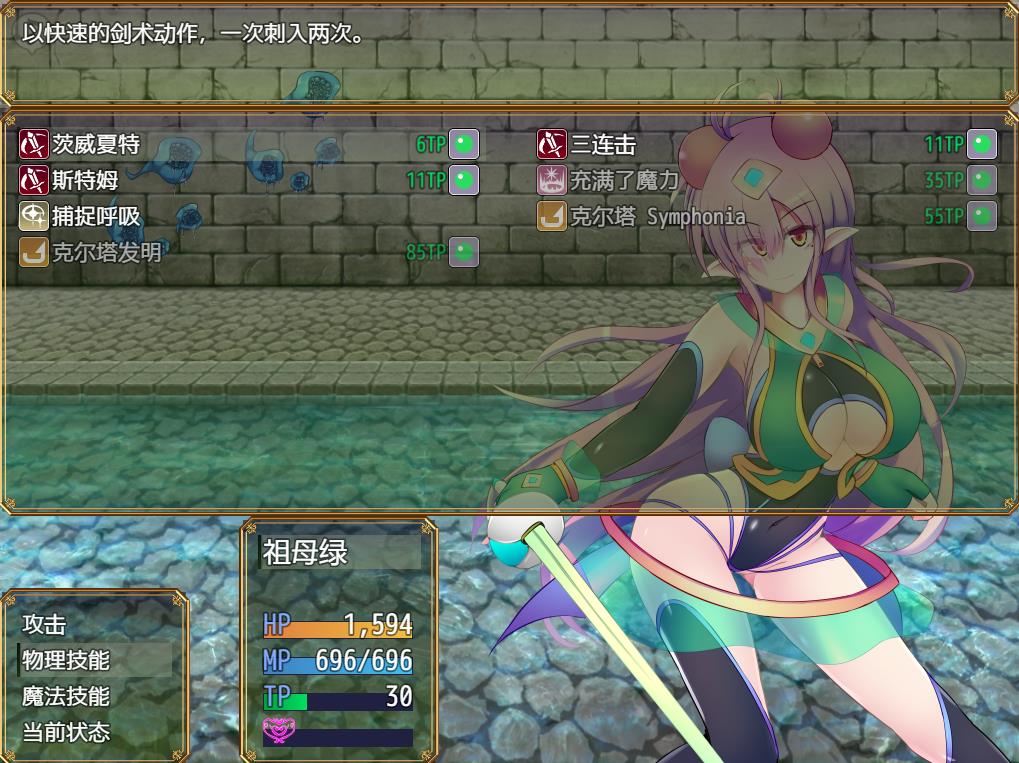 以快速的剑术动作，一次刺入两次。
茨威夏特 6TP
三连击 11TP
斯特姆 11TP
充满了魔力 35TP
捕捉呼吸
克尔塔 Symphonia 55TP
克尔塔发明 85TP
祖母绿
HP 1,594
MP 696/696
TP 30
攻击
物理技能
魔法技能
当前状态